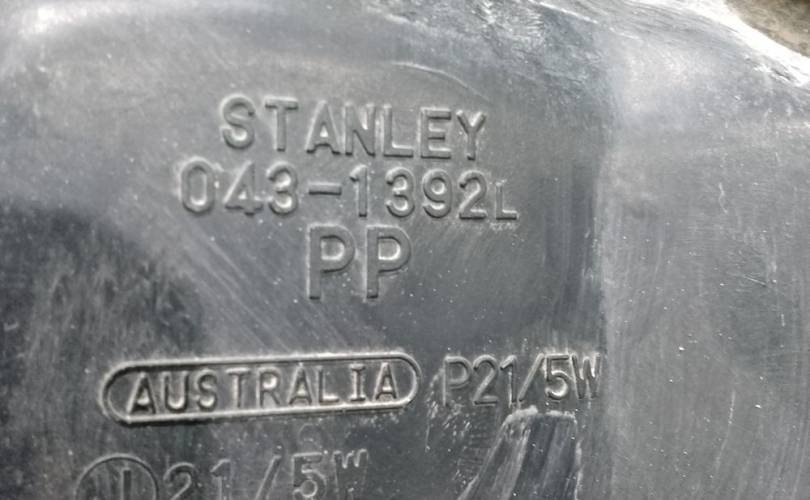 STANLEY
043-1392L
PP
AUSTRALIA P21/5W
21/5W